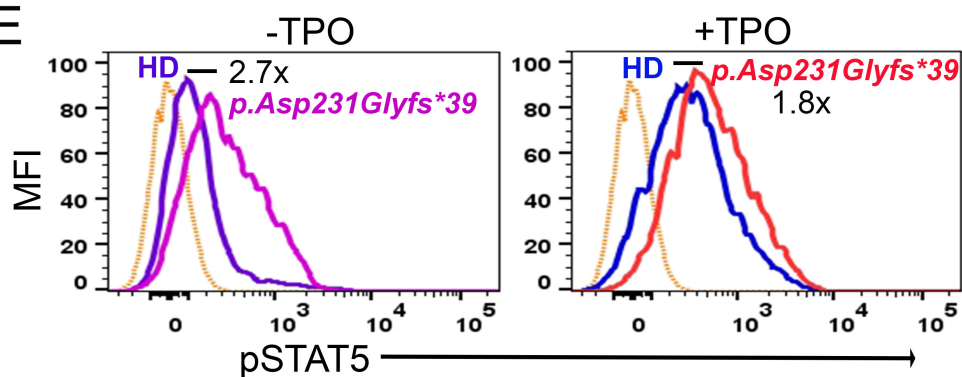 E
-TPO
+TPO
MFI
100
80
60
40
20
0
HD 2.7x
p.Asp231Glyfs*39
0 10³ 10⁴ 10⁵
100
80
60
40
20
0
HD p.Asp231Glyfs*39
1.8x
0 10³ 10⁴ 10⁵
pSTAT5